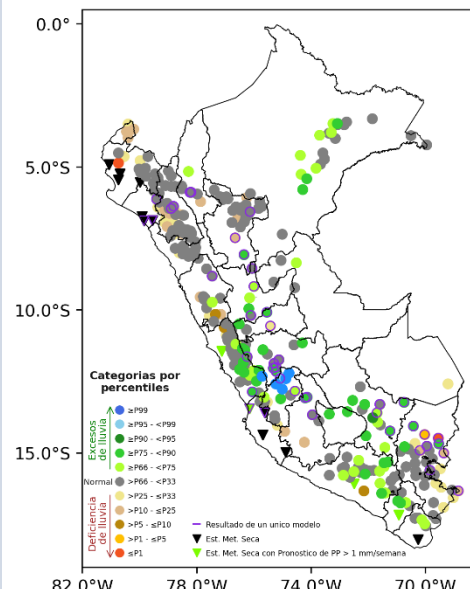 0.0°
5.0°S
10.0°S
15.0°S
82.0°W
78.0°W
74.0°W
70.0°W
Categorias por
percentiles
Excesos
de lluvia
Normal
Deficiencia
de lluvia
≥P99
≥P95 - <P99
≥P90 - <P95
≥P75 - <P90
≥P66 - <P75
>P66 - <P33
>P25 - ≤P33
>P10 - ≤P25
>P5 - ≤P10
>P1 - ≤P5
≤P1
Resultado de un unico modelo
Est. Met. Seca
Est. Met. Seca con Pronostico de PP > 1 mm/semana